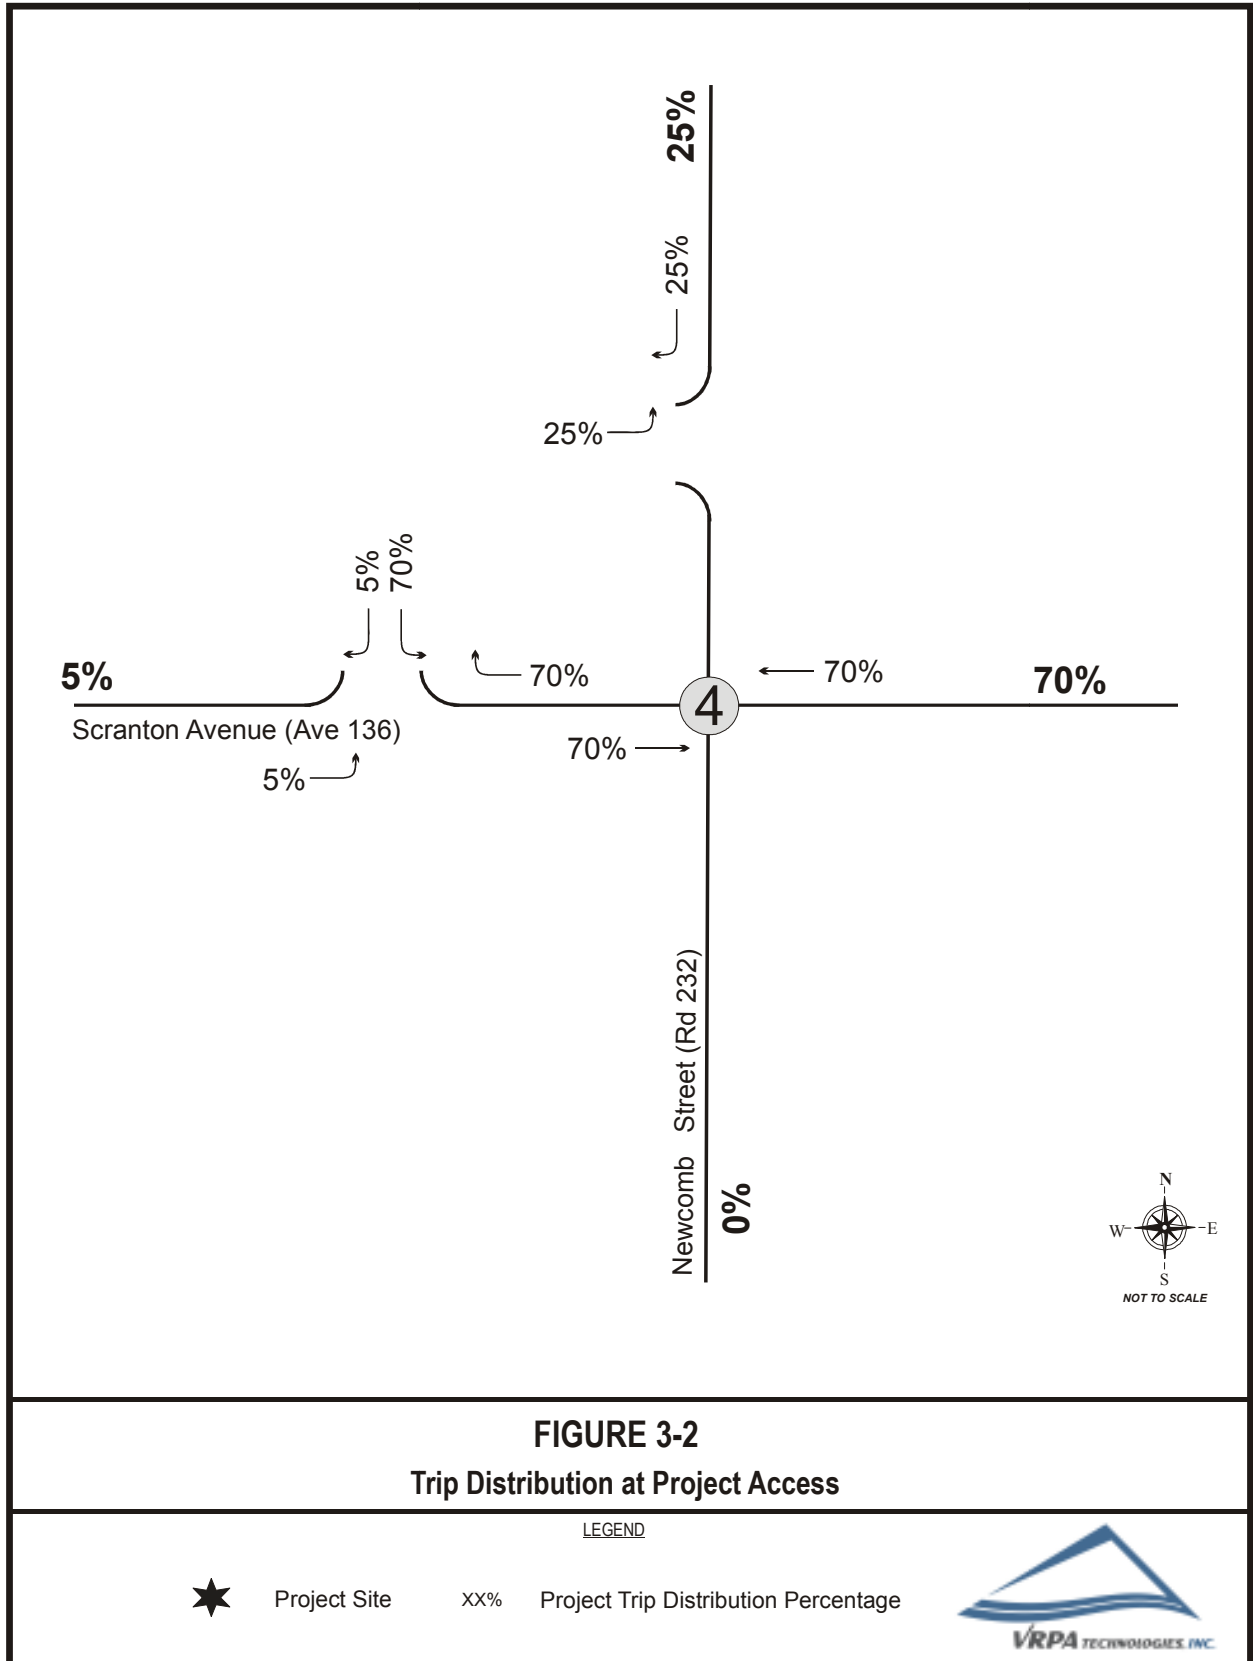 25%
25%
25%
5%
70%
5%
70%
70%
70%
Scranton Avenue (Ave 136)
4
70%
5%
Newcomb Street (Rd 232)
0%
N
W
E
S
NOT TO SCALE
FIGURE 3-2
Trip Distribution at Project Access
LEGEND
Project Site
XX% Project Trip Distribution Percentage
VRPA TECHNOLOGIES, INC.